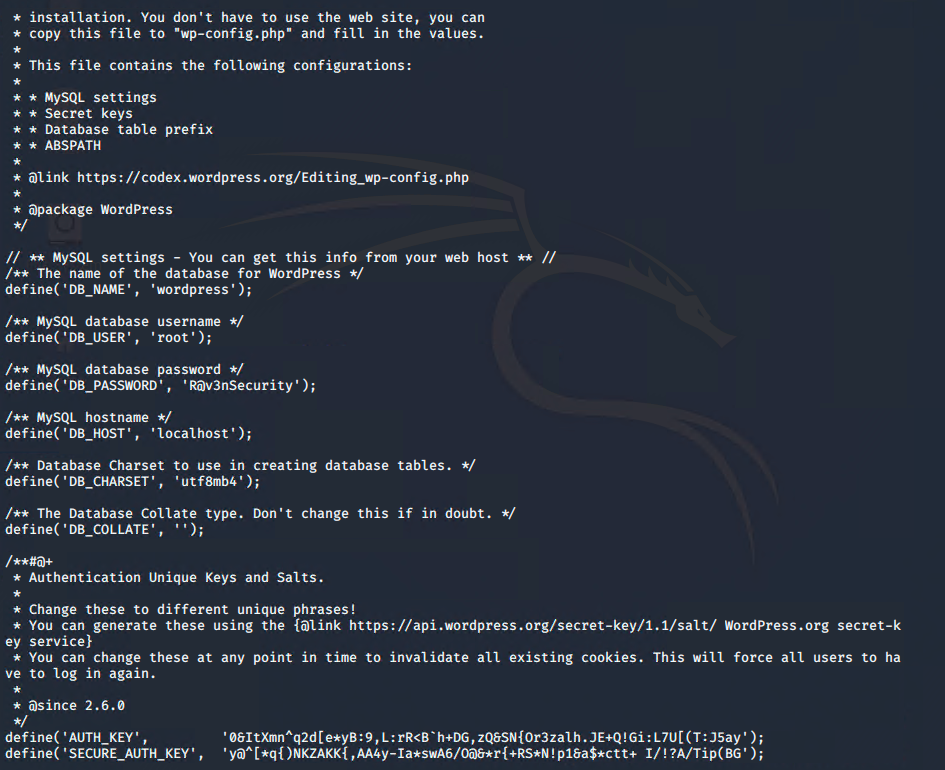 * installation. You don't have to use the web site, you can
 * copy this file to "wp-config.php" and fill in the values.
 *
 * This file contains the following configurations:
 *
 * * MySQL settings
 * * Secret keys
 * * Database table prefix
 * * ABSPATH
 *
 * @link https://codex.wordpress.org/Editing_wp-config.php
 *
 * @package WordPress
 */

// ** MySQL settings - You can get this info from your web host ** //
/** The name of the database for WordPress */
define('DB_NAME', 'wordpress');

/** MySQL database username */
define('DB_USER', 'root');

/** MySQL database password */
define('DB_PASSWORD', 'R@v3nSecurity');

/** MySQL hostname */
define('DB_HOST', 'localhost');

/** Database Charset to use in creating database tables. */
define('DB_CHARSET', 'utf8mb4');

/** The Database Collate type. Don't change this if in doubt. */
define('DB_COLLATE', '');

/**#@+
 * Authentication Unique Keys and Salts.
 *
 * Change these to different unique phrases!
 * You can generate these using the {@link https://api.wordpress.org/secret-key/1.1/salt/ WordPress.org secret-k
ey service}
 * You can change these at any point in time to invalidate all existing cookies. This will force all users to ha
ve to log in again.
 *
 * @since 2.6.0
 */
define('AUTH_KEY',         '0&ItXmn^q2d[e*yB:9,L:rR<B`h+DG,zQ&SN{Or3zalh.JE+Q!Gi:L7U[(T:J5ay');
define('SECURE_AUTH_KEY',  'y@^[*q{)NKZAKK{,AA4y-Ia*swA6/O@&*r{+RS*N!p1&a$*ctt+ I/!?A/Tip(BG');